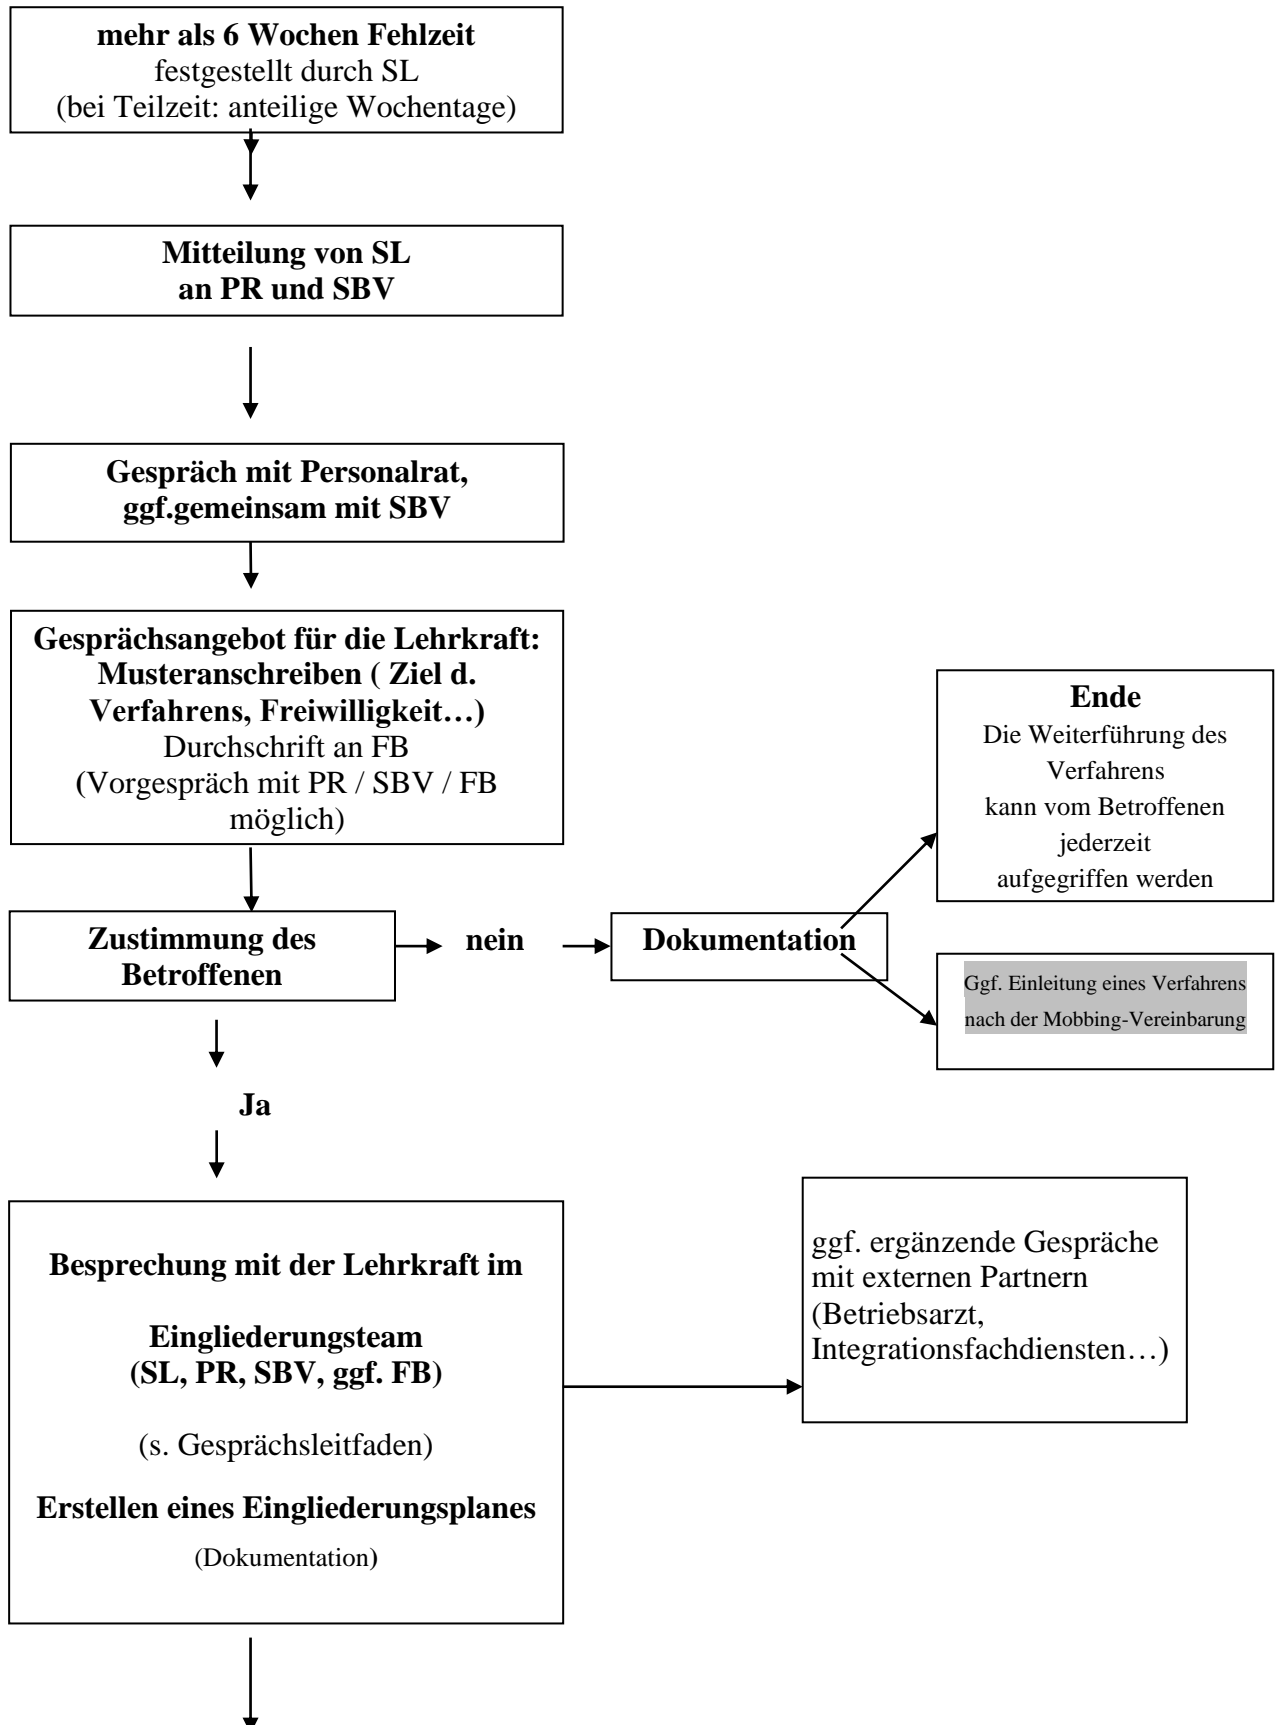 mehr als 6 Wochen Fehlzeit
festgestellt durch SL
(bei Teilzeit: anteilige Wochentage)
Mitteilung von SL
an PR und SBV
Gespräch mit Personalrat,
ggf.gemeinsam mit SBV
Gesprächsangebot für die Lehrkraft:
Musteranschreiben ( Ziel d.
Verfahrens, Freiwilligkeit…)
Durchschrift an FB
(Vorgespräch mit PR / SBV / FB
möglich)
Zustimmung des
Betroffenen
nein
Dokumentation
Ende
Die Weiterführung des
Verfahrens
kann vom Betroffenen
jederzeit
aufgegriffen werden
Ggf. Einleitung eines Verfahrens
nach der Mobbing-Vereinbarung
Ja
Besprechung mit der Lehrkraft im
Eingliederungsteam
(SL, PR, SBV, ggf. FB)
(s. Gesprächsleitfaden)
Erstellen eines Eingliederungsplanes
(Dokumentation)
ggf. ergänzende Gespräche
mit externen Partnern
(Betriebsarzt,
Integrationsfachdiensten…)